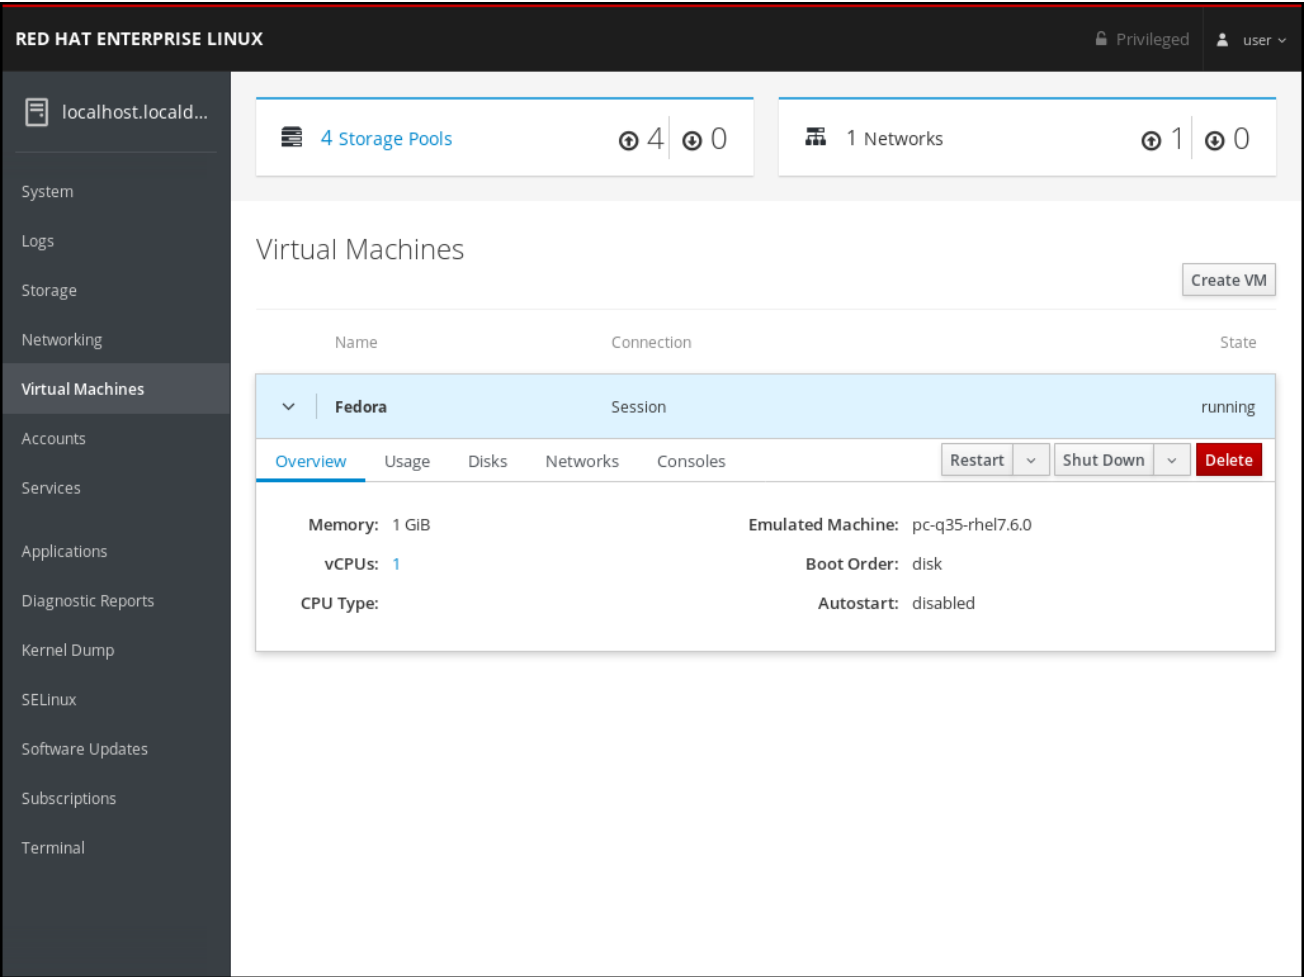 RED HAT ENTERPRISE LINUX
Privileged
user
localhost.locald...
System
Logs
Storage
Networking
Virtual Machines
Accounts
Services
Applications
Diagnostic Reports
Kernel Dump
SELinux
Software Updates
Subscriptions
Terminal
4 Storage Pools 4 0
1 Networks 1 0
Virtual Machines
Create VM
Name Connection State
Fedora Session running
Overview Usage Disks Networks Consoles Restart Shut Down Delete
Memory: 1 GiB Emulated Machine: pc-q35-rhel7.6.0
vCPUs: 1 Boot Order: disk
CPU Type: Autostart: disabled